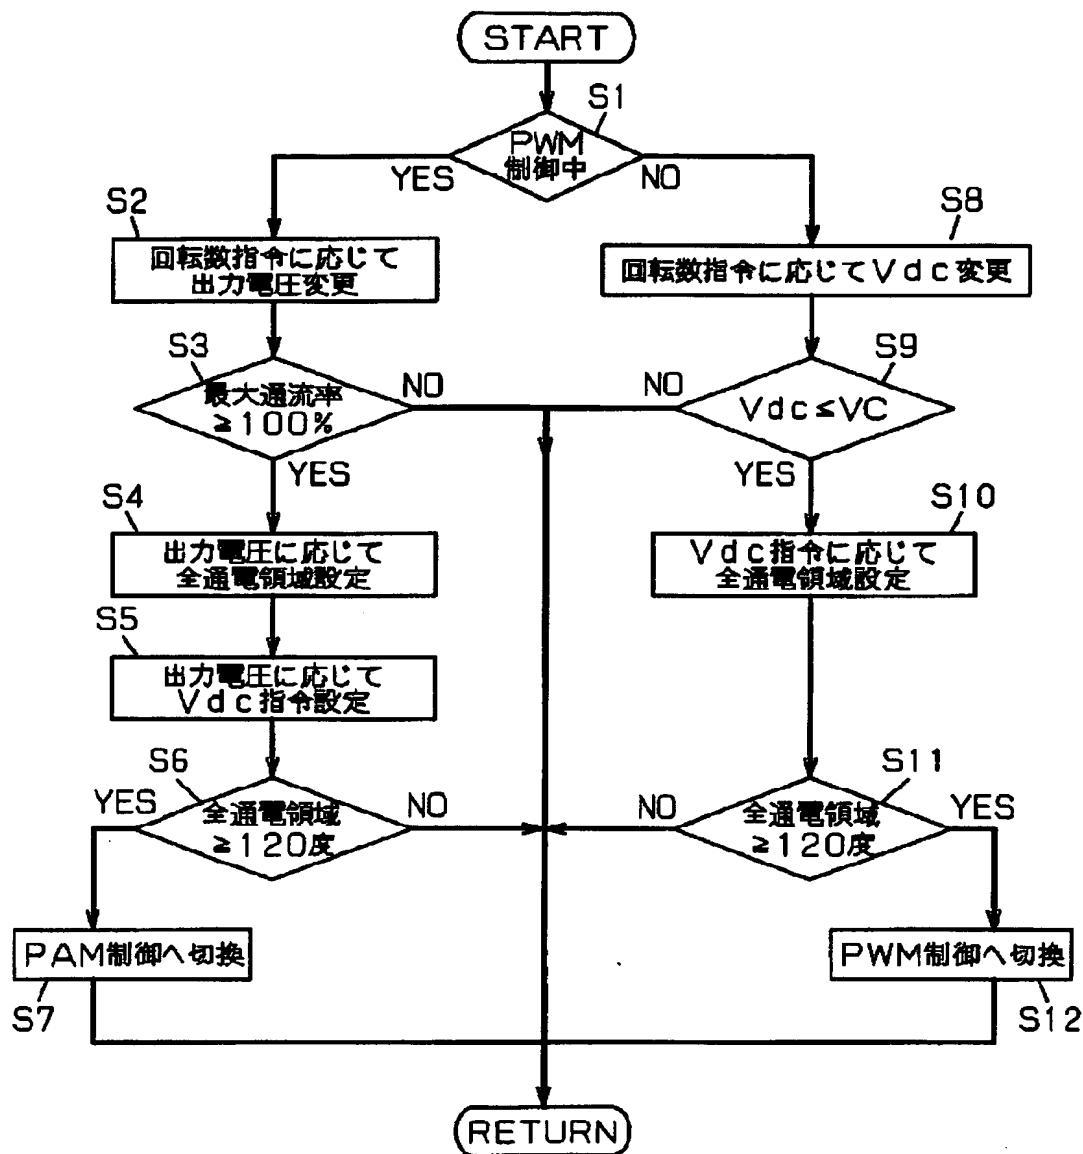 START
S1
PWM
制御中
YES
NO
S2
回転数指令に応じて
出力電圧変更
S8
回転数指令に応じてVdc変更
S3
最大通流率
≧100%
NO
YES
S9
Vdc≦VC
NO
YES
S4
出力電圧に応じて
全通電領域設定
S10
Vdc指令に応じて
全通電領域設定
S5
出力電圧に応じて
Vdc指令設定
S6
全通電領域
≧120度
YES
NO
S11
全通電領域
≧120度
NO
YES
PAM制御へ切換
S7
PWM制御へ切換
S12
RETURN